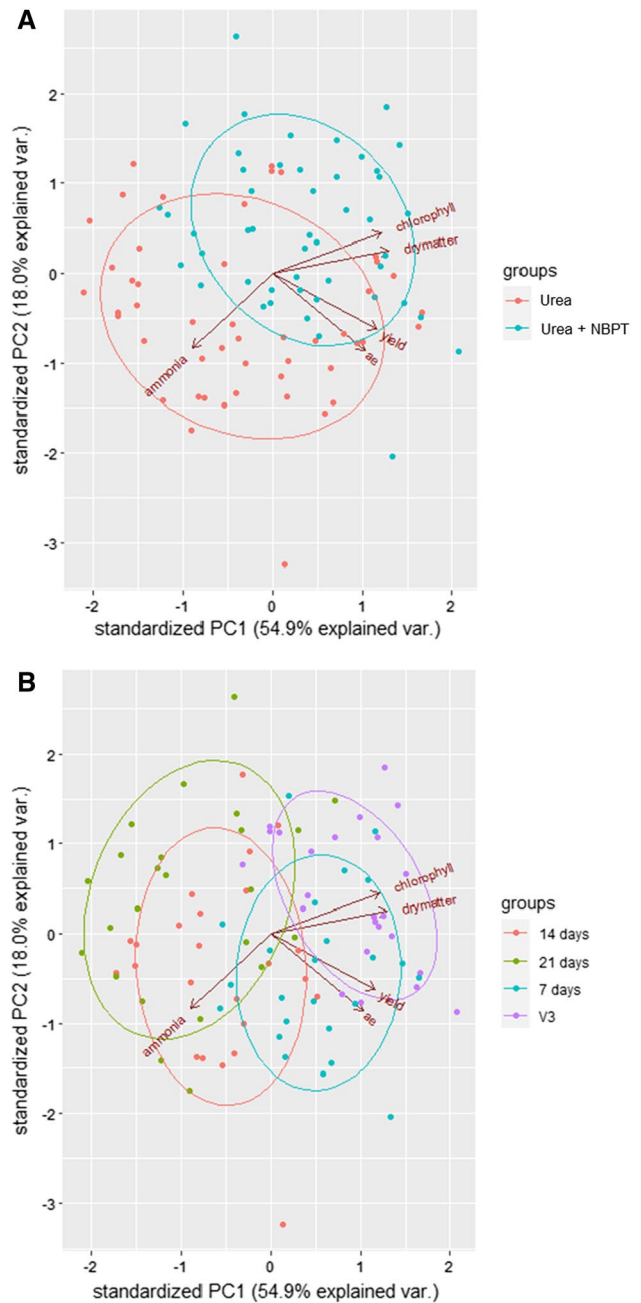 A
standardized PC2 (18.0% explained var.)
2
1
0
-1
-2
-3
chlorophyll
drymatter
yield
ae
ammonia
-2
-1
0
1
2
standardized PC1 (54.9% explained var.)
groups
Urea
Urea + NBPT
B
standardized PC2 (18.0% explained var.)
2
1
0
-1
-2
-3
chlorophyll
drymatter
yield
ae
ammonia
-2
-1
0
1
2
standardized PC1 (54.9% explained var.)
groups
14 days
21 days
7 days
V3